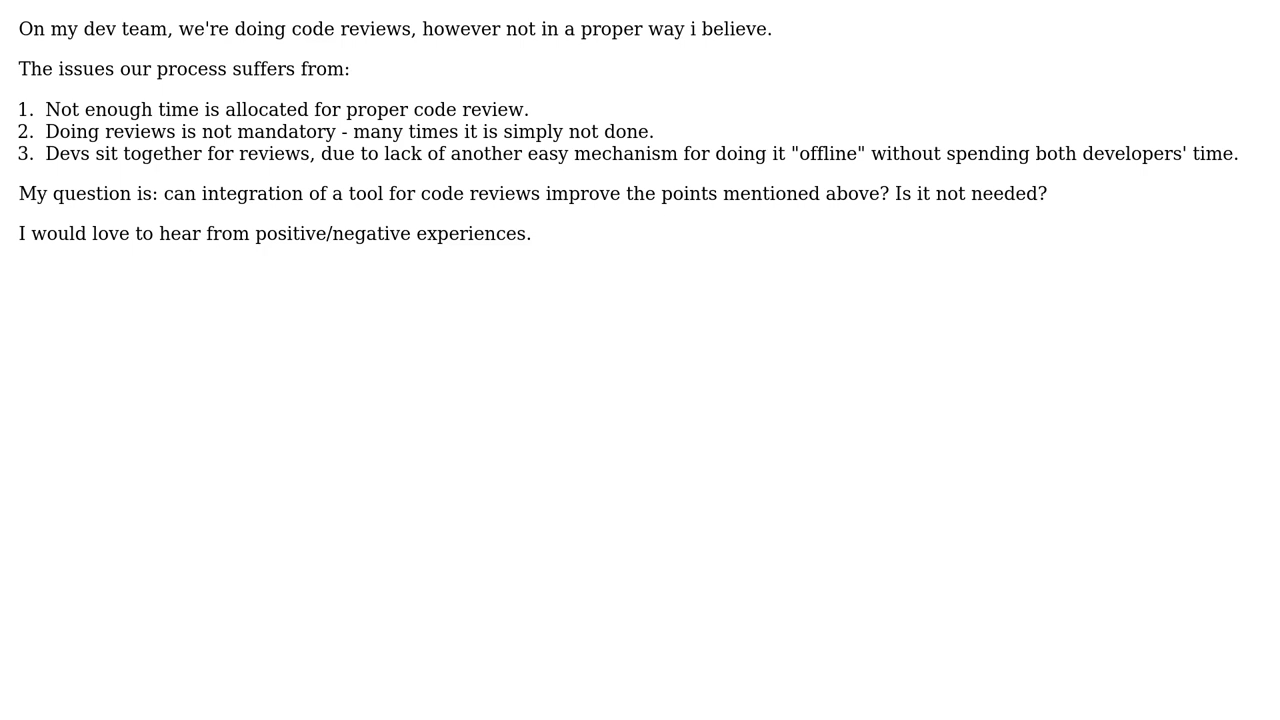 On my dev team, we're doing code reviews, however not in a proper way i believe.
The issues our process suffers from:
1. Not enough time is allocated for proper code review.
2. Doing reviews is not mandatory - many times it is simply not done.
3. Devs sit together for reviews, due to lack of another easy mechanism for doing it "offline" without spending both developers' time.
My question is: can integration of a tool for code reviews improve the points mentioned above? Is it not needed?
I would love to hear from positive/negative experiences.